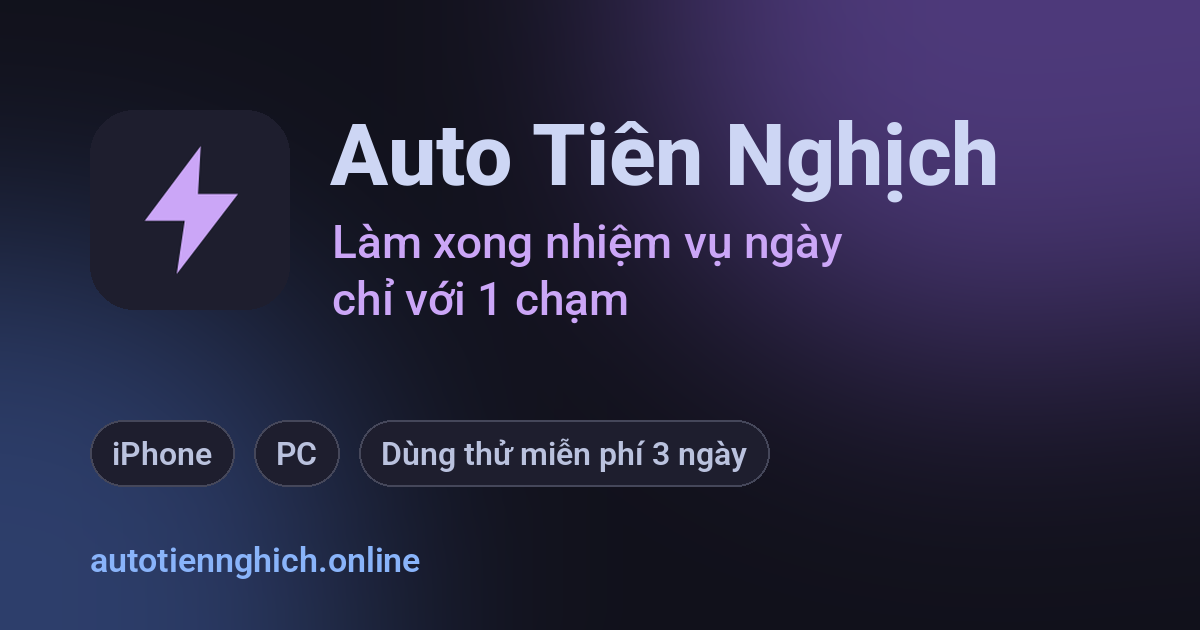 Auto Tiên Nghịch
Làm xong nhiệm vụ ngày
chỉ với 1 chạm
iPhone
PC
Dùng thử miễn phí 3 ngày
autotiennghich.online